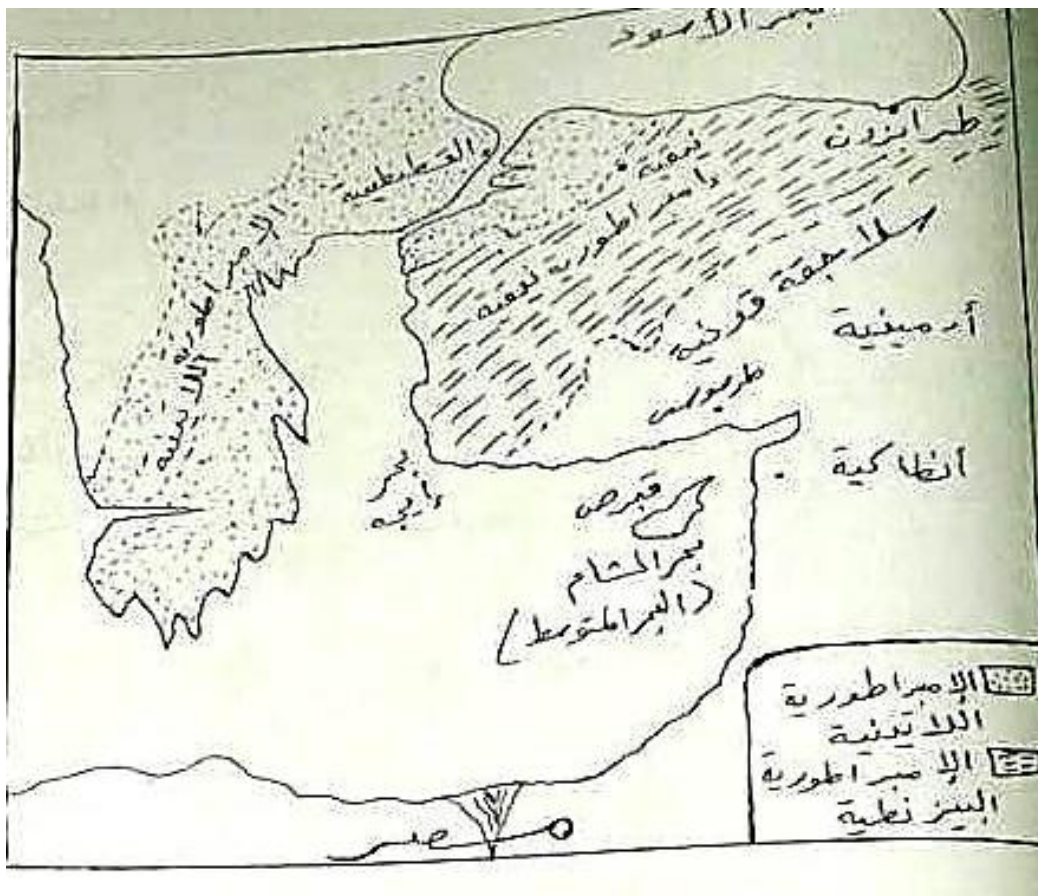 البحر الأسود
طرابزون
القسطنطينية
نيقية
الإمبراطورية
اللاتينية
إمبراطورية نيقية
سلاجقة قونية
أرمينية
طرسوس
أنطاكية
بحر
إيجه
قبرص
بحر الشام
(البحر المتوسط)
الإمبراطورية
اللاتينية
الإمبراطورية
البيزنطية
مصر